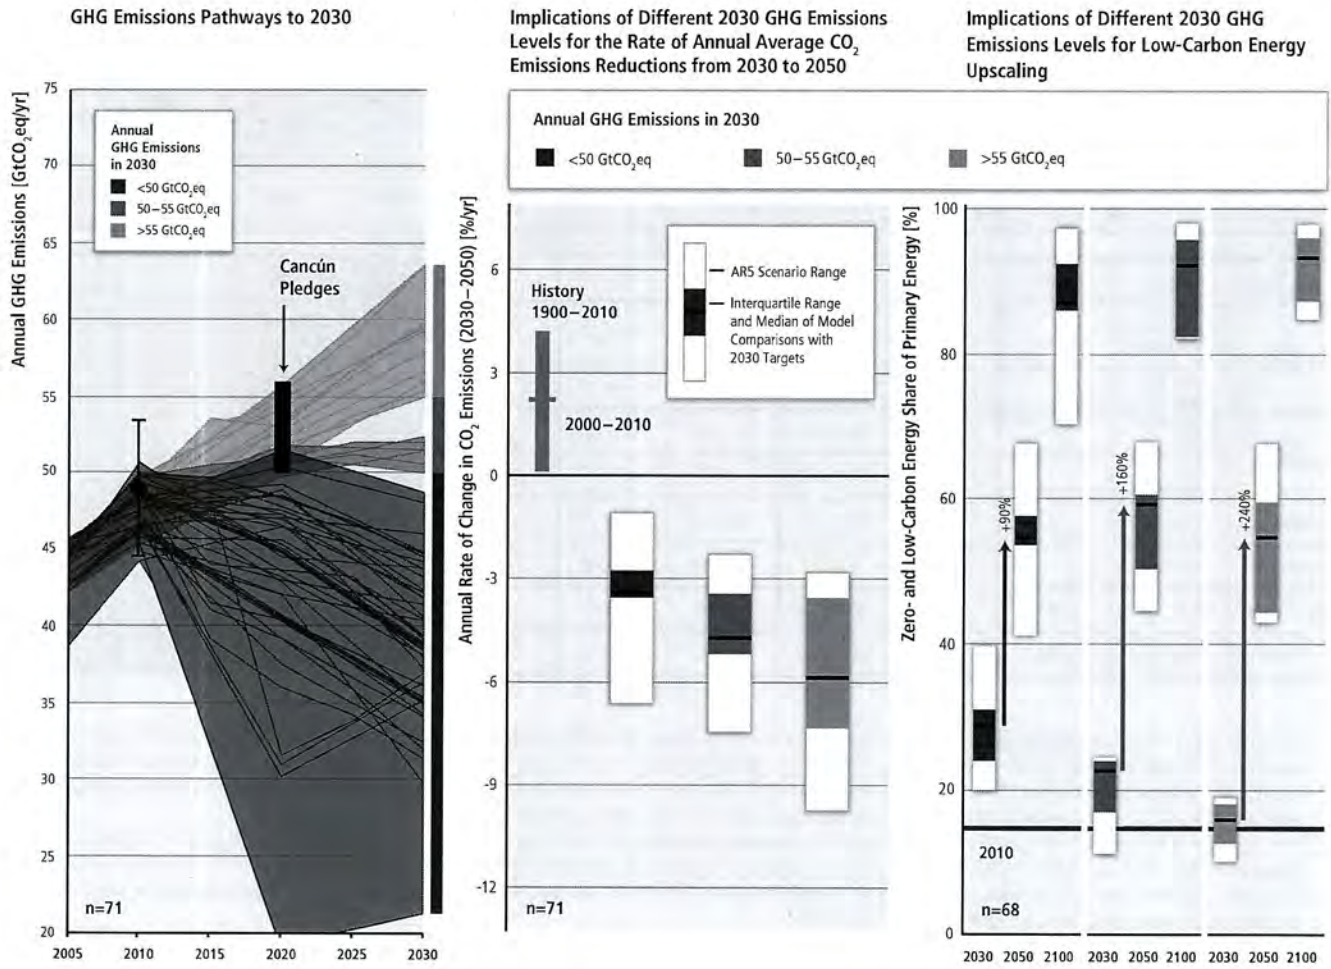 GHG Emissions Pathways to 2030
Annual GHG Emissions [GtCO₂eq/yr]
75
70
65
60
55
50
45
40
35
30
25
20
Annual
GHG Emissions
in 2030
<50 GtCO₂eq
50–55 GtCO₂eq
>55 GtCO₂eq
Cancún
Pledges
n=71
2005 2010 2015 2020 2025 2030
Implications of Different 2030 GHG Emissions
Levels for the Rate of Annual Average CO₂
Emissions Reductions from 2030 to 2050
Implications of Different 2030 GHG
Emissions Levels for Low-Carbon Energy
Upscaling
Annual GHG Emissions in 2030
<50 GtCO₂eq 50–55 GtCO₂eq >55 GtCO₂eq
Annual Rate of Change in CO₂ Emissions (2030–2050) [%/yr]
6
3
0
-3
-6
-9
-12
History
1900–2010
2000–2010
AR5 Scenario Range
Interquartile Range
and Median of Model
Comparisons with
2030 Targets
n=71
Zero- and Low-Carbon Energy Share of Primary Energy [%]
100
80
60
40
20
0
+90%
+160%
+240%
2010
n=68
2030 2050 2100 2030 2050 2100 2030 2050 2100